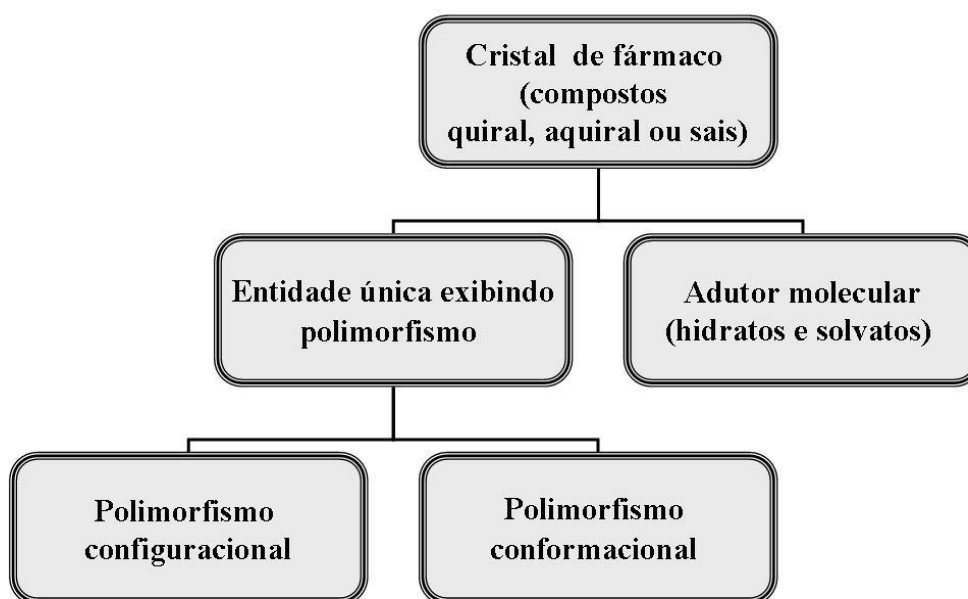 Cristal de fármaco
(compostos
quiral, aquiral ou sais)
Entidade única exibindo
polimorfismo
Adutor molecular
(hidratos e solvatos)
Polimorfismo
configuracional
Polimorfismo
conformacional